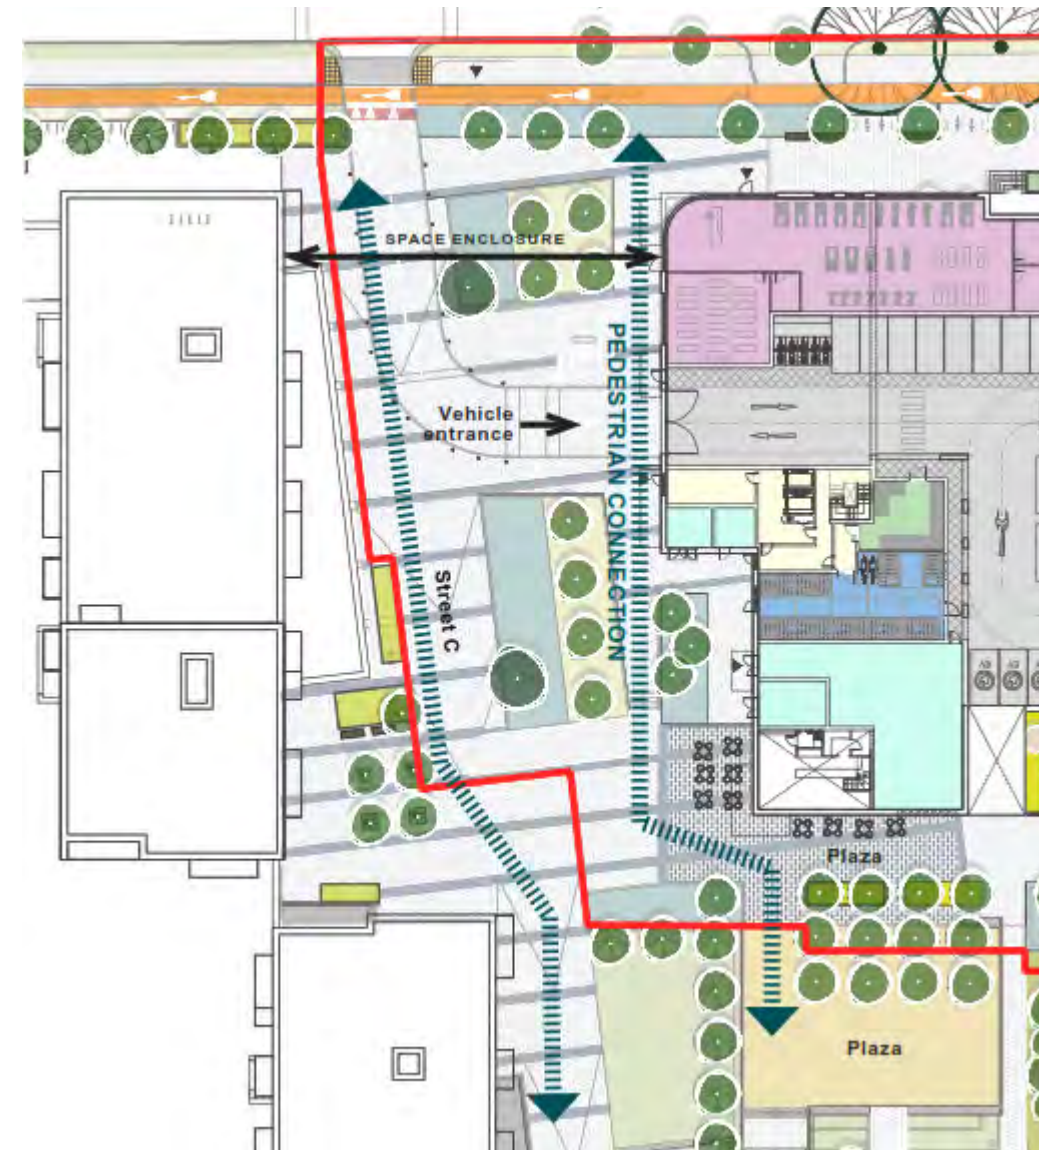 SPACE ENCLOSURE
PEDESTRIAN CONNECTION
Vehicle
entrance
Street C
Plaza
Plaza